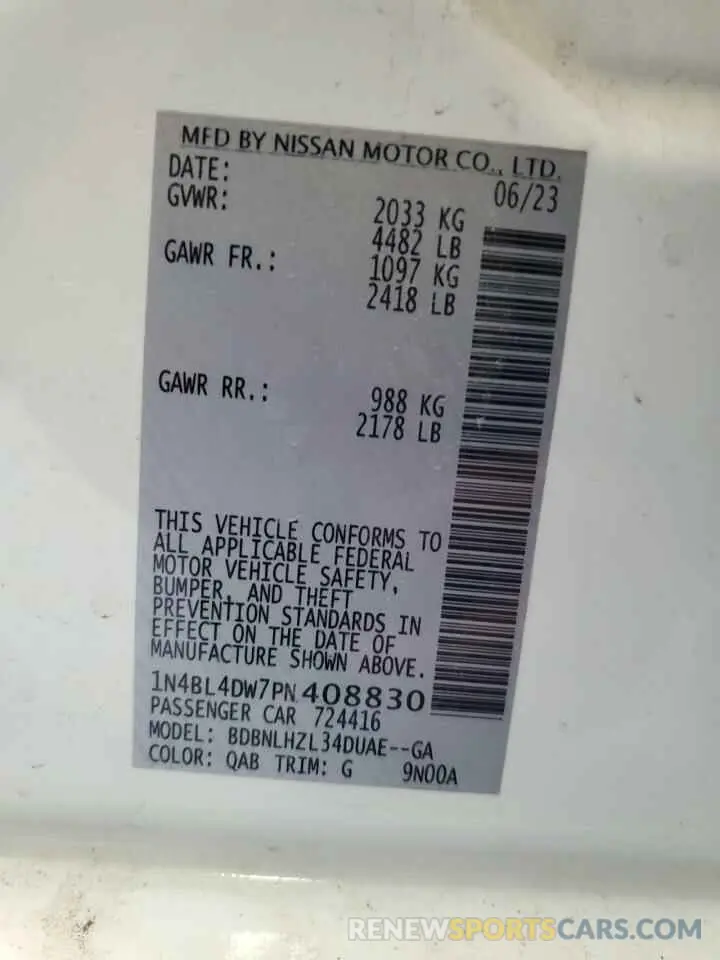 MFD BY NISSAN MOTOR CO., LTD.
DATE: 06/23
GVWR: 2033 KG
4482 LB
GAWR FR.: 1097 KG
2418 LB
GAWR RR.: 988 KG
2178 LB
THIS VEHICLE CONFORMS TO
ALL APPLICABLE FEDERAL
MOTOR VEHICLE SAFETY,
BUMPER, AND THEFT
PREVENTION STANDARDS IN
EFFECT ON THE DATE OF
MANUFACTURE SHOWN ABOVE.
1N4BL4DW7PN408830
PASSENGER CAR 724416
MODEL: BDBNLHZL34DUAE--GA
COLOR: QAB TRIM: G 9N00A
RENEWSPORTSCARS.COM